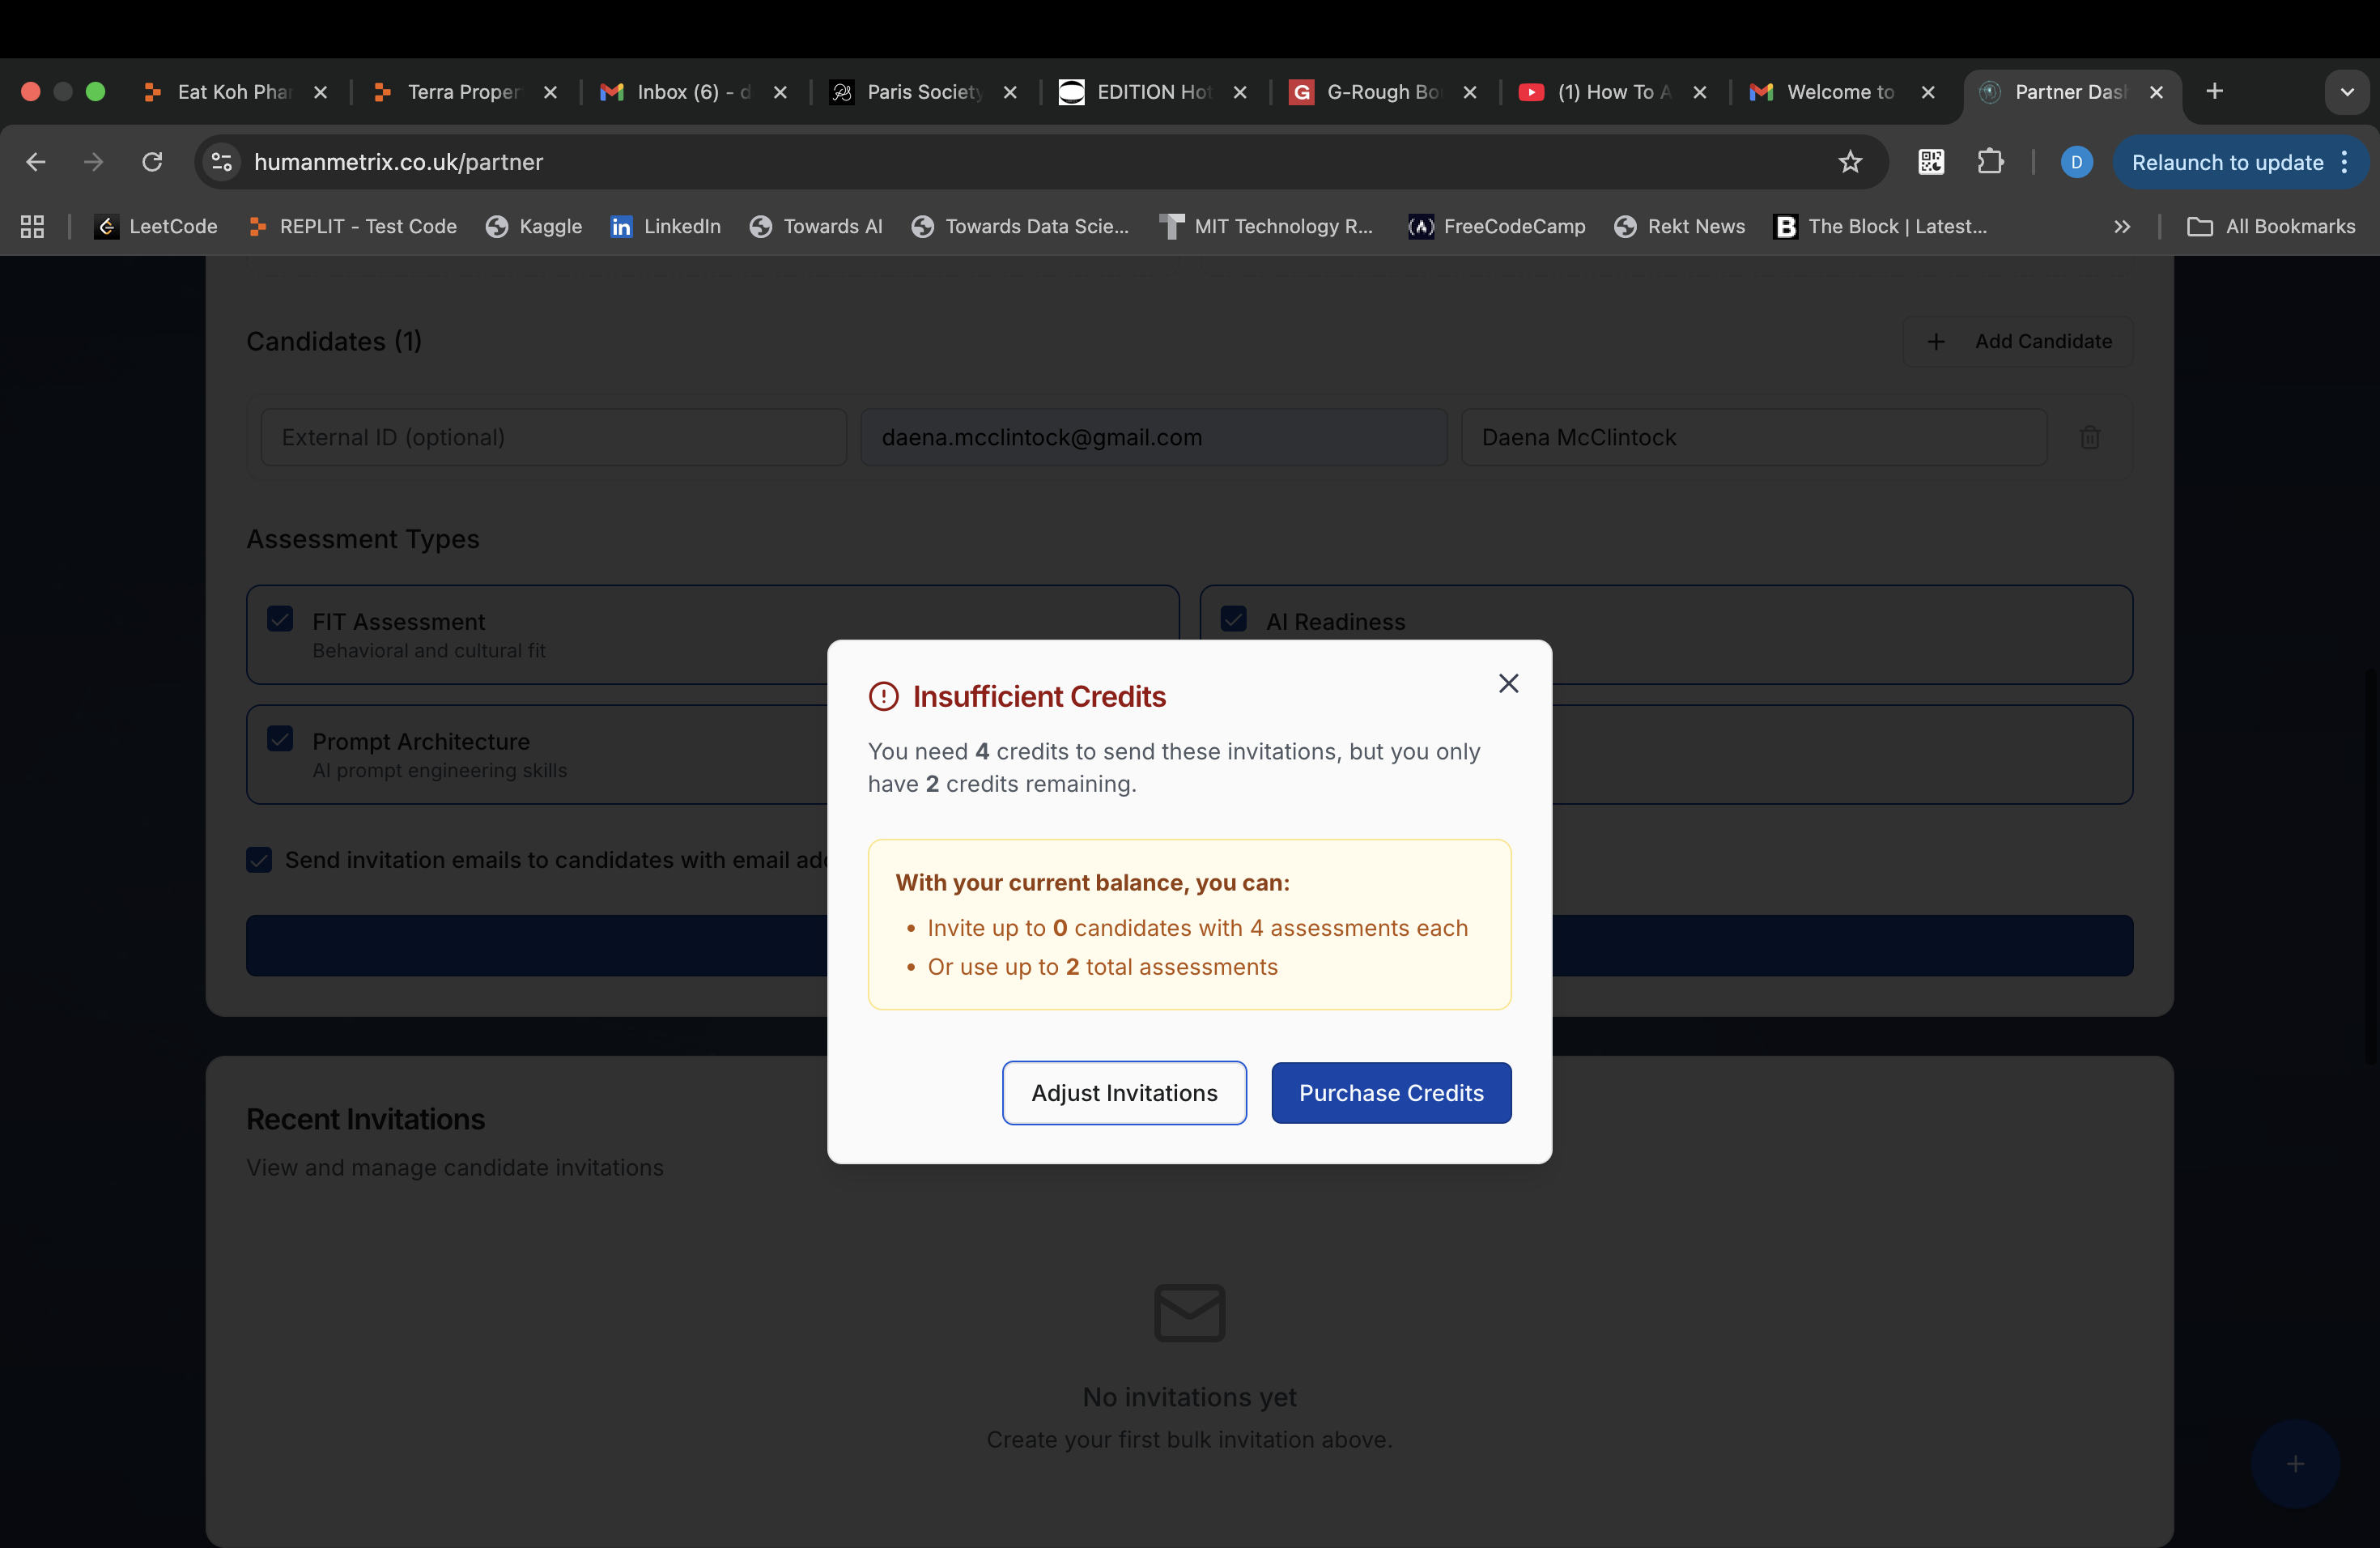 Eat Koh Phan
Terra Proper
Inbox (6) - d
Paris Society
EDITION Hot
G-Rough Bo
(1) How To A
Welcome to
Partner Das
humanmetrix.co.uk/partner
D
Relaunch to update
LeetCode
REPLIT - Test Code
Kaggle
LinkedIn
Towards AI
Towards Data Scie...
MIT Technology R...
FreeCodeCamp
Rekt News
The Block | Latest...
All Bookmarks
Candidates (1)
+ Add Candidate
External ID (optional)
daena.mcclintock@gmail.com
Daena McClintock
Assessment Types
FIT Assessment
Behavioral and cultural fit
AI Readiness
Prompt Architecture
AI prompt engineering skills
Send invitation emails to candidates with email
Insufficient Credits
You need 4 credits to send these invitations, but you only
have 2 credits remaining.
With your current balance, you can:
• Invite up to 0 candidates with 4 assessments each
• Or use up to 2 total assessments
Adjust Invitations
Purchase Credits
Recent Invitations
View and manage candidate invitations
No invitations yet
Create your first bulk invitation above.